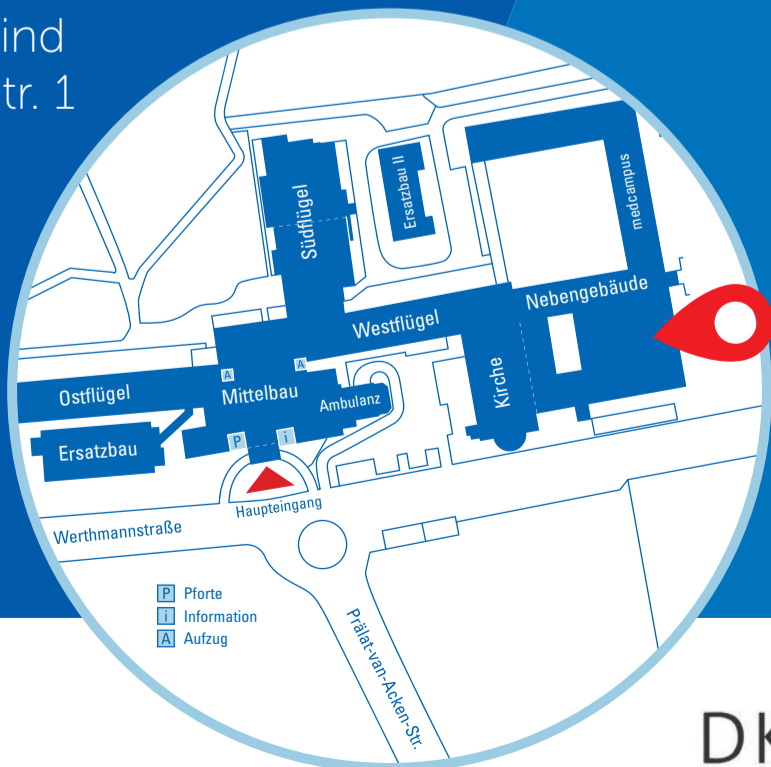 ind
tr. 1
Südflügel
Ersatzbau II
medcampus
Nebengebäude
Westflügel
Kirche
Ostflügel
Mittelbau
A
A
Ambulanz
Ersatzbau
P
i
Haupteingang
Werthmannstraße
P Pforte
i Information
A Aufzug
Prälat-van-Acken-Str.
DK